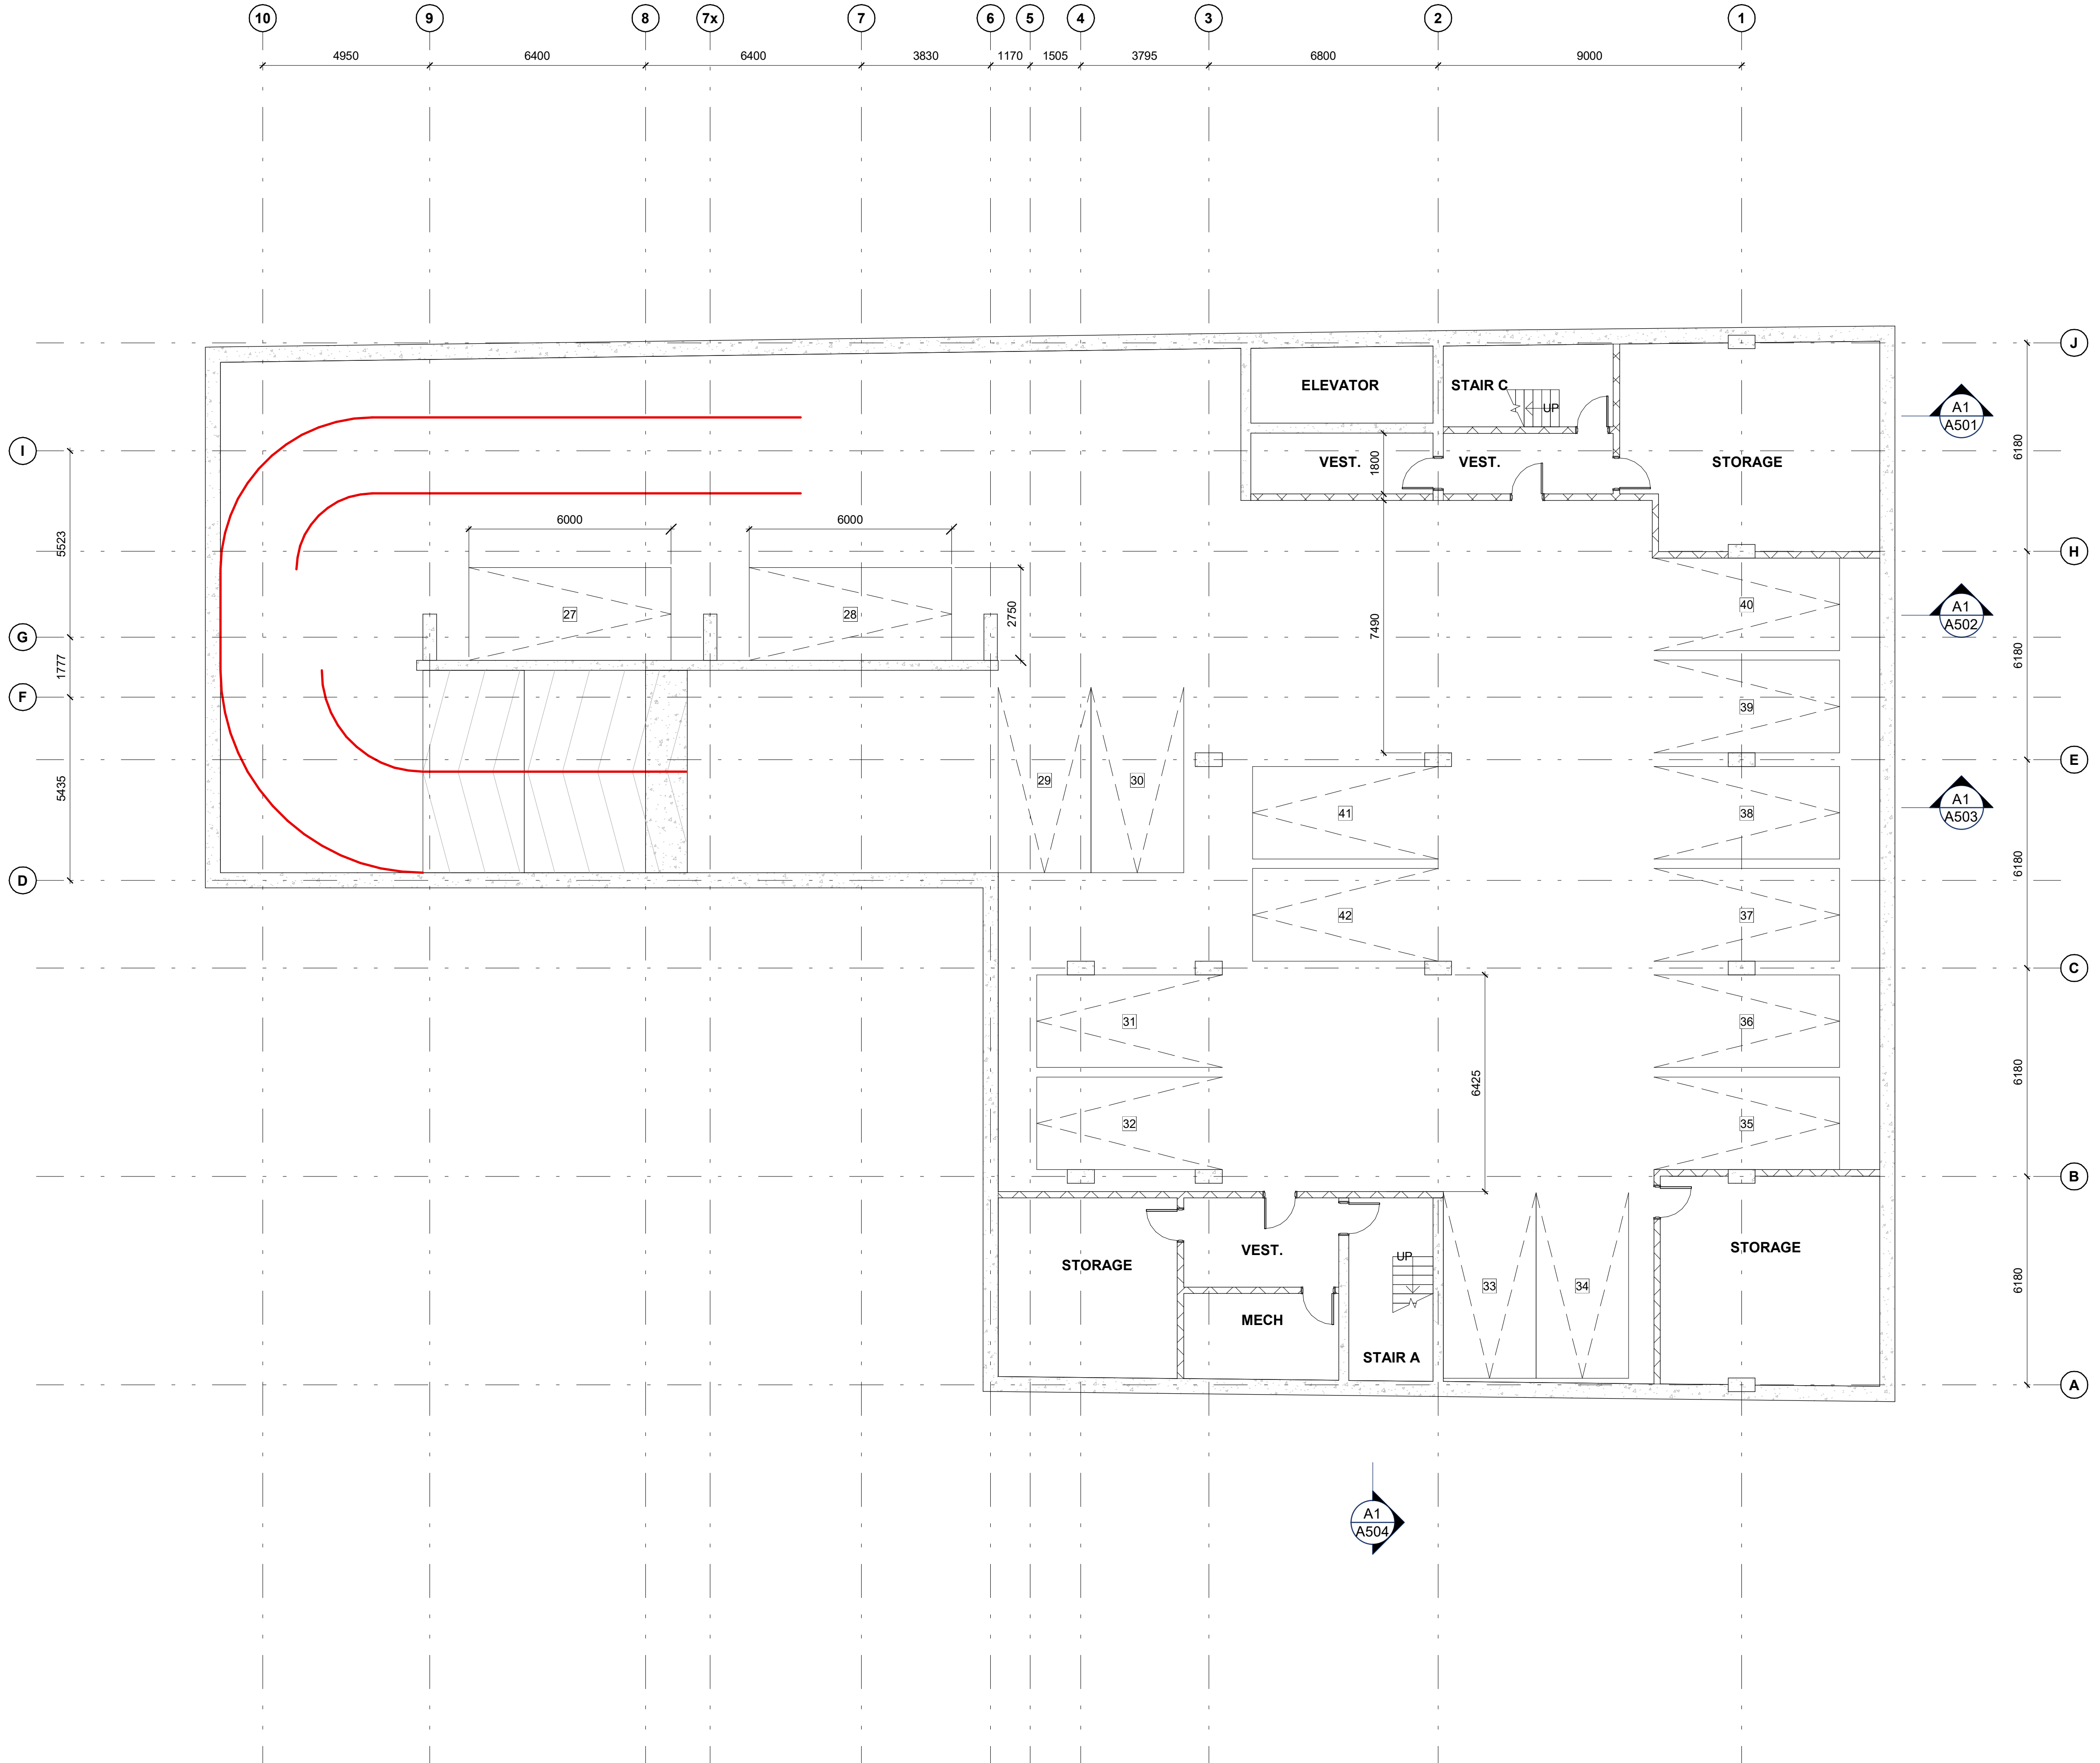 10 9 8 7x 7 6 5 4 3 2 1
4950 6400 6400 3830 1170 1505 3795 6800 9000
J
ELEVATOR
STAIR C
UP
A1
A501
I
VEST.
1800
VEST.
STORAGE
6180
5523
6000
6000
H
27
28
2750
7490
40
A1
A502
G
1777
6180
F
39
E
29
30
41
38
A1
A503
5435
6180
D
42
37
C
31
36
6425
6180
32
35
B
STORAGE
VEST.
UP
33
34
STORAGE
6180
MECH
STAIR A
A
A1
A504